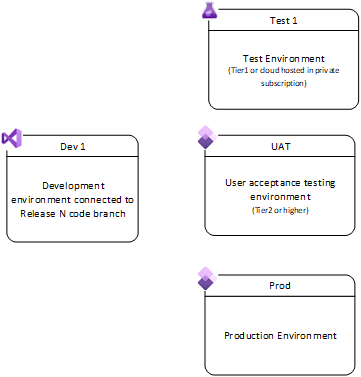 Test 1
Test Environment
(Tier1 or cloud hosted in private
subscription)
Dev 1
Development
environment connected to
Release N code branch
UAT
User acceptance testing
environment
(Tier2 or higher)
Prod
Production Environment